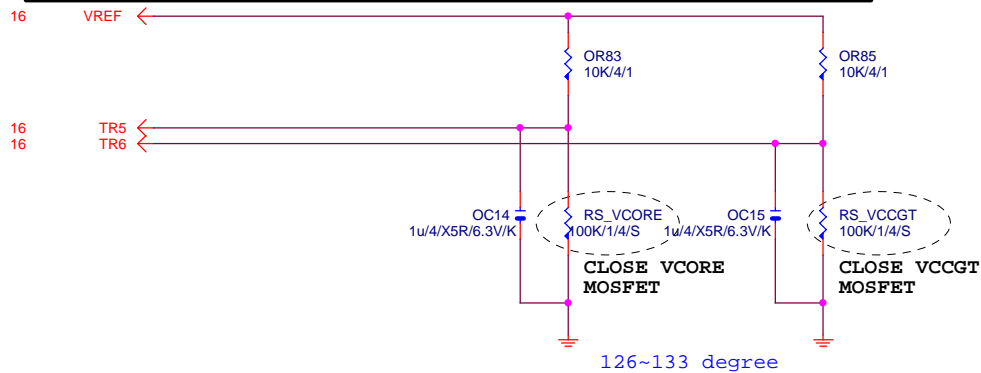 16 VREF
OR83
10K/4/1
OR85
10K/4/1
16 TR5
16 TR6
OC14
1u/4/X5R/6.3V/K
RS_VCORE
100K/1/4/S
OC15
1u/4/X5R/6.3V/K
RS_VCCGT
100K/1/4/S
CLOSE VCORE
MOSFET
CLOSE VCCGT
MOSFET
126~133 degree